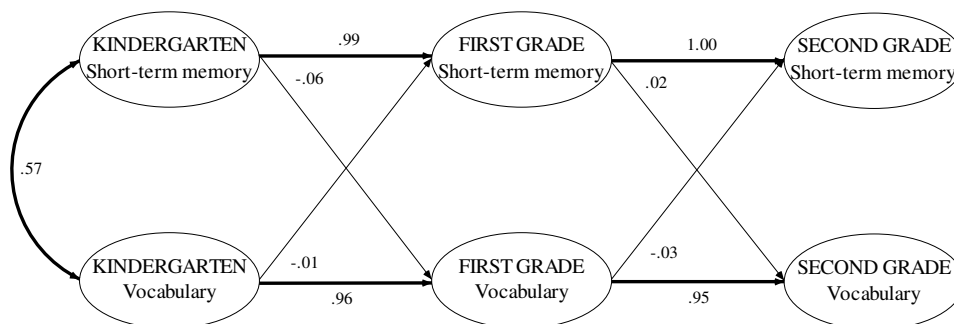 KINDERGARTEN
Short-term memory
.99
FIRST GRADE
Short-term memory
1.00
SECOND GRADE
Short-term memory
-.06
.02
.57
KINDERGARTEN
Vocabulary
-.01
.96
FIRST GRADE
Vocabulary
-.03
.95
SECOND GRADE
Vocabulary